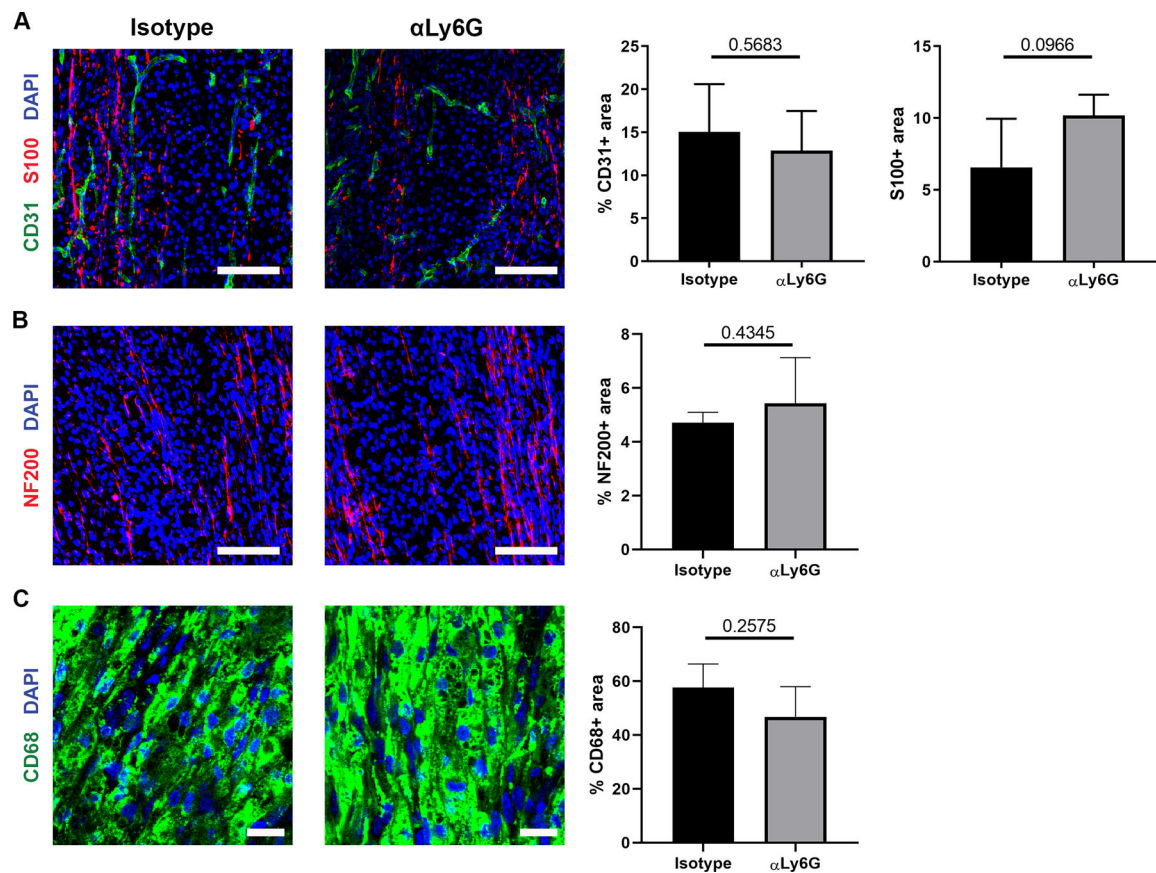 A
Isotype
αLy6G
CD31 S100 DAPI
% CD31+ area
25
20
15
10
5
0
0.5683
Isotype
αLy6G
S100+ area
15
10
5
0
0.0966
Isotype
αLy6G
B
NF200 DAPI
% NF200+ area
8
6
4
2
0
0.4345
Isotype
αLy6G
C
CD68 DAPI
% CD68+ area
80
60
40
20
0
0.2575
Isotype
αLy6G